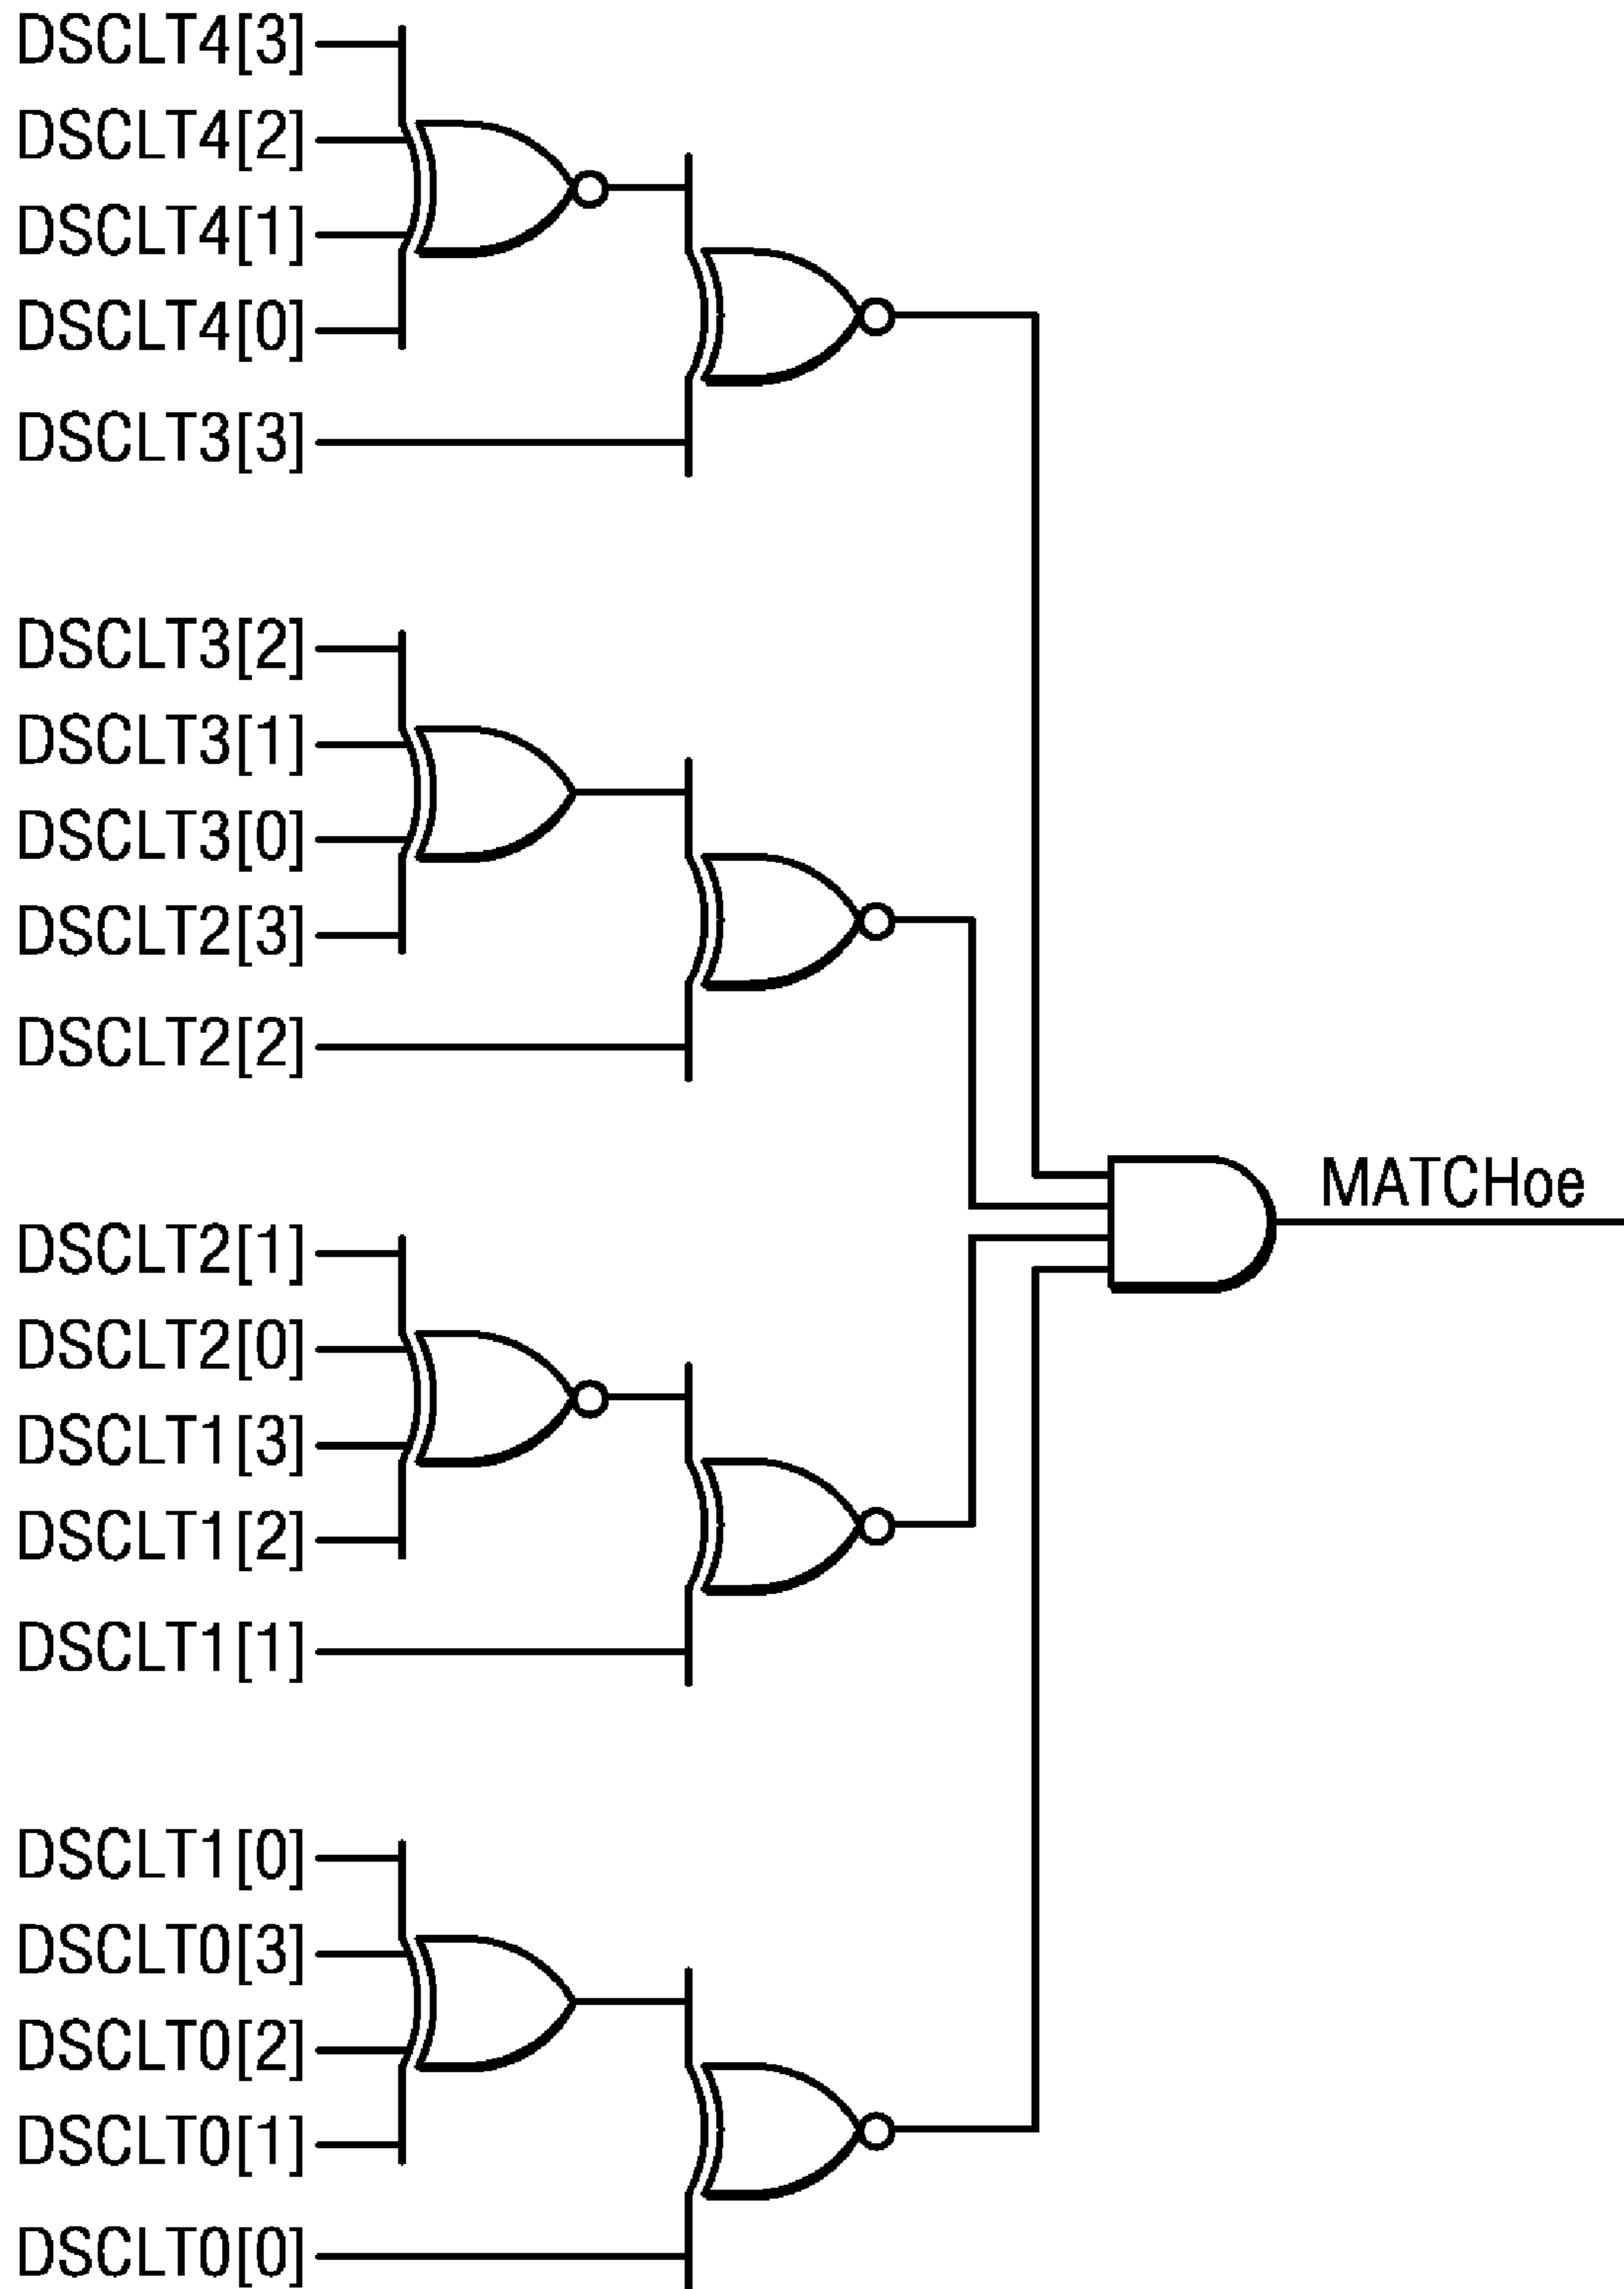 DSCLT4[3]
DSCLT4[2]
DSCLT4[1]
DSCLT4[0]
DSCLT3[3]
DSCLT3[2]
DSCLT3[1]
DSCLT3[0]
DSCLT2[3]
DSCLT2[2]
MATCHoe
DSCLT2[1]
DSCLT2[0]
DSCLT1[3]
DSCLT1[2]
DSCLT1[1]
DSCLT1[0]
DSCLT0[3]
DSCLT0[2]
DSCLT0[1]
DSCLT0[0]